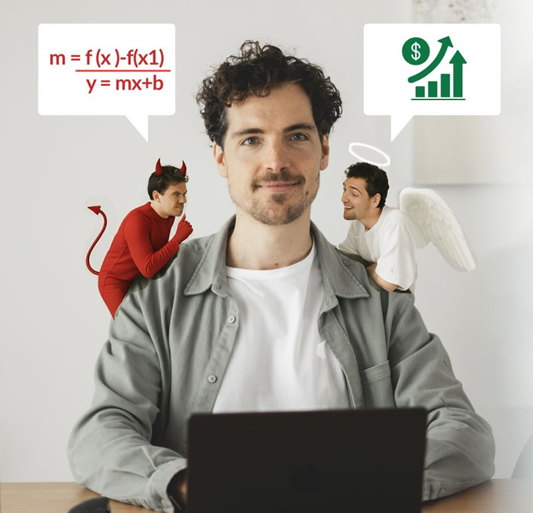 m = f (x )-f(x1)
y = mx+b
$